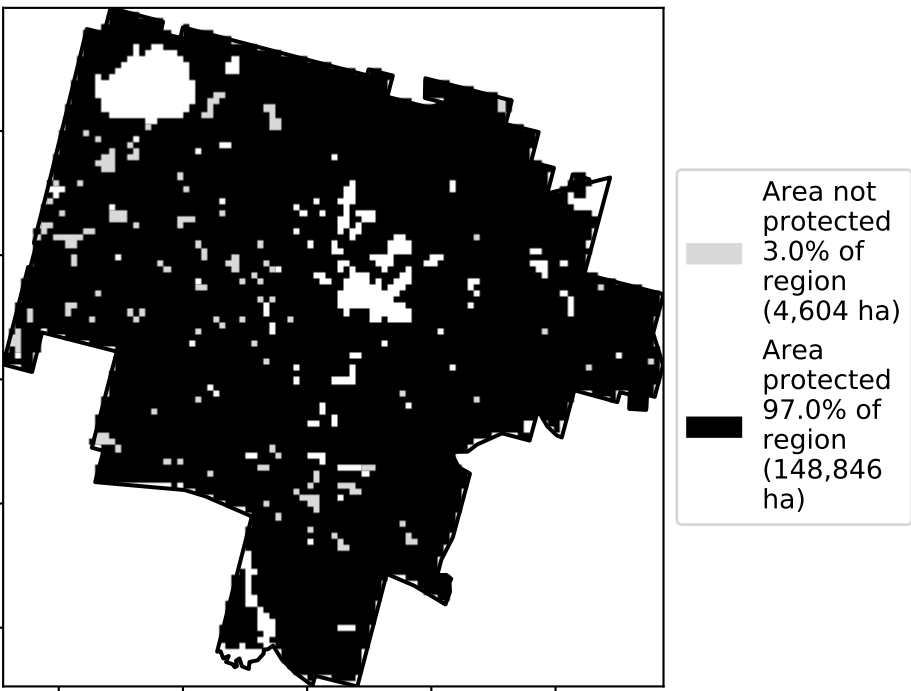 Area not
protected
3.0% of
region
(4,604 ha)
Area
protected
97.0% of
region
(148,846
ha)